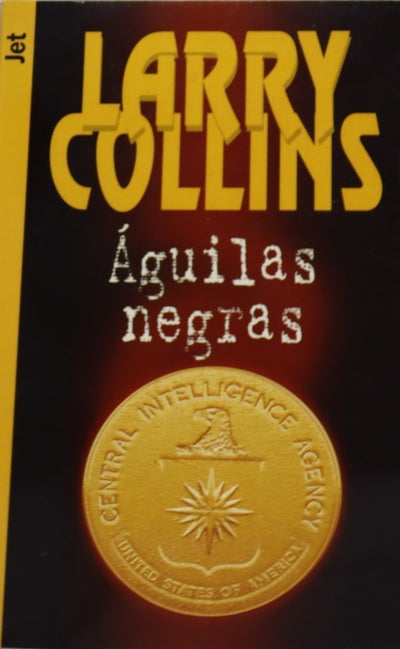 Jet
LARRY
COLLINS
Águilas
negras
CENTRAL INTELLIGENCE AGENCY
UNITED STATES OF AMERICA